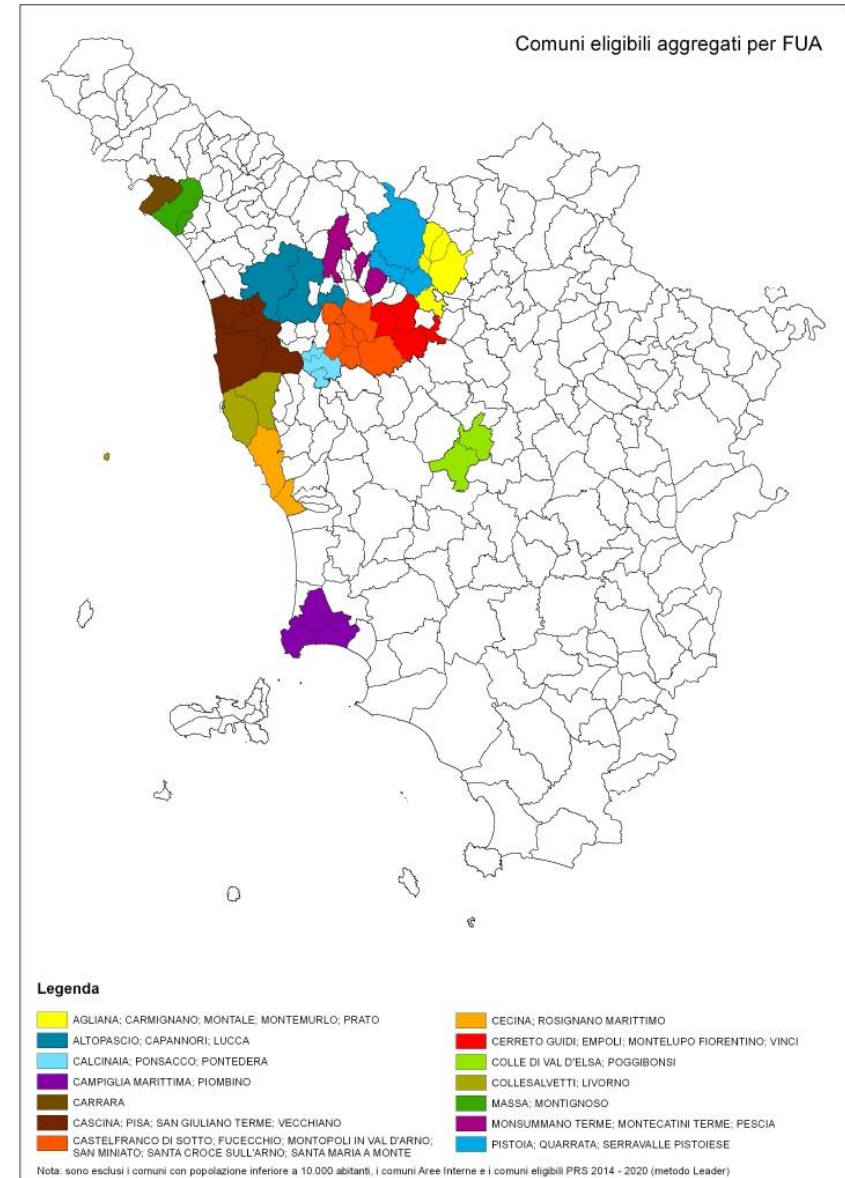 Comuni eligibili aggregati per FUA
Legenda
AGLIANA; CARMIGNANO; MONTALE; MONTEMURLO; PRATO
ALTOPASCIO; CAPANNORI; LUCCA
CALCINAIA; PONSACCO; PONTEDERA
CAMPIGLIA MARITTIMA; PIOMBINO
CARRARA
CASCINA; PISA; SAN GIULIANO TERME; VECCHIANO
CASTELFRANCO DI SOTTO; FUCECCHIO; MONTOPOLI IN VAL D'ARNO;
SAN MINIATO; SANTA CROCE SULL'ARNO; SANTA MARIA A MONTE
CECINA; ROSIGNANO MARITTIMO
CERRETO GUIDI; EMPOLI; MONTELUPO FIORENTINO; VINCI
COLLE DI VAL D'ELSA; POGGIBONSI
COLLESALVETTI; LIVORNO
MASSA; MONTIGNOSO
MONSUMMANO TERME; MONTECATINI TERME; PESCIA
PISTOIA; QUARRATA; SERRAVALLE PISTOIESE
Nota: sono esclusi i comuni con popolazione inferiore a 10.000 abitanti, i comuni Aree Interne e i comuni eligibili PRS 2014 - 2020 (metodo Leader)